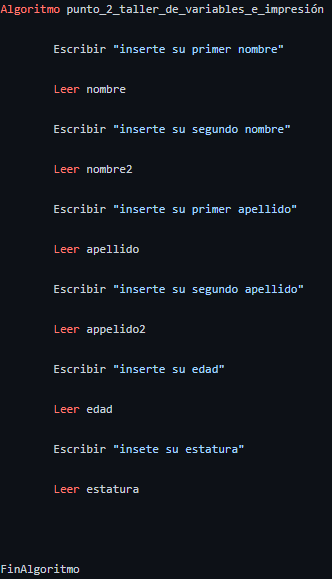 Algoritmo punto_2_taller_de_variables_e_impresión
Escribir "inserte su primer nombre"
Leer nombre
Escribir "inserte su segundo nombre"
Leer nombre2
Escribir "inserte su primer apellido"
Leer apellido
Escribir "inserte su segundo apellido"
Leer appelido2
Escribir "inserte su edad"
Leer edad
Escribir "insete su estatura"
Leer estatura
FinAlgoritmo